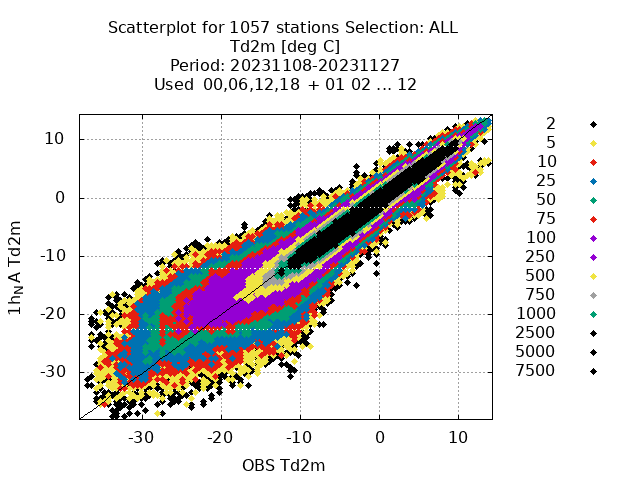 Scatterplot for 1057 stations Selection: ALL
Td2m [deg C]
Period: 20231108-20231127
Used 00,06,12,18 + 01 02 ... 12
10
0
-10
-20
-30
1h_NA Td2m
-30 -20 -10 0 10
OBS Td2m
2
5
10
25
50
75
100
250
500
750
1000
2500
5000
7500